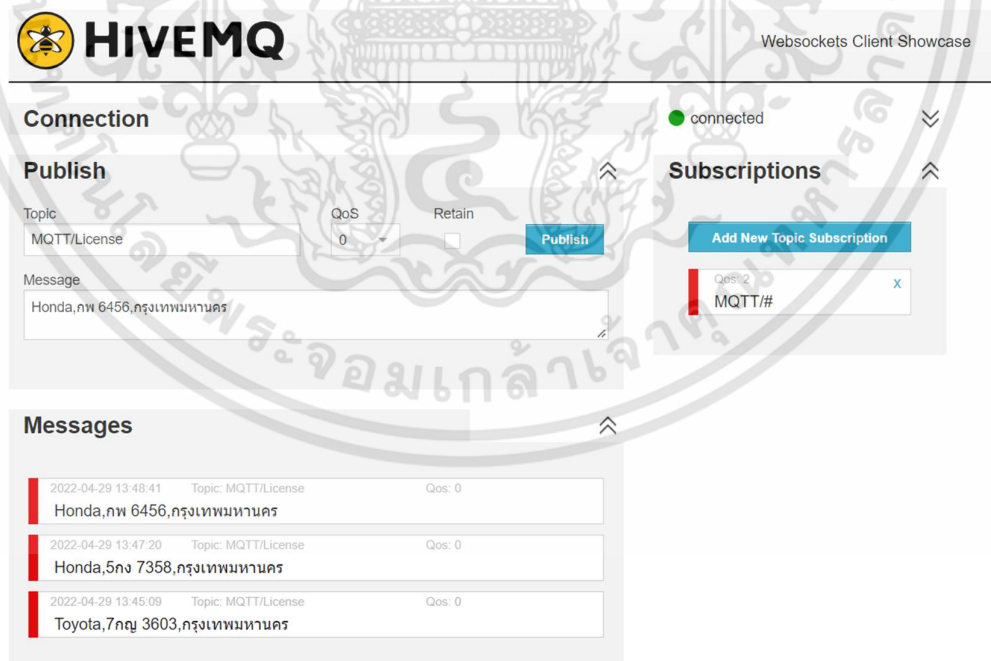 HIVEMQ
Websockets Client Showcase
Connection
connected
Publish
Subscriptions
Topic
QoS
Retain
MQTT/License
0
Publish
Add New Topic Subscription
Message
Qos: 2
x
Honda,กพ 6456,กรุงเทพมหานคร
MQTT/#
Messages
2022-04-29 13:48:41 Topic: MQTT/License Qos: 0
Honda,กพ 6456,กรุงเทพมหานคร
2022-04-29 13:47:20 Topic: MQTT/License Qos: 0
Honda,5กง 7358,กรุงเทพมหานคร
2022-04-29 13:45:09 Topic: MQTT/License Qos: 0
Toyota,7กญ 3603,กรุงเทพมหานคร